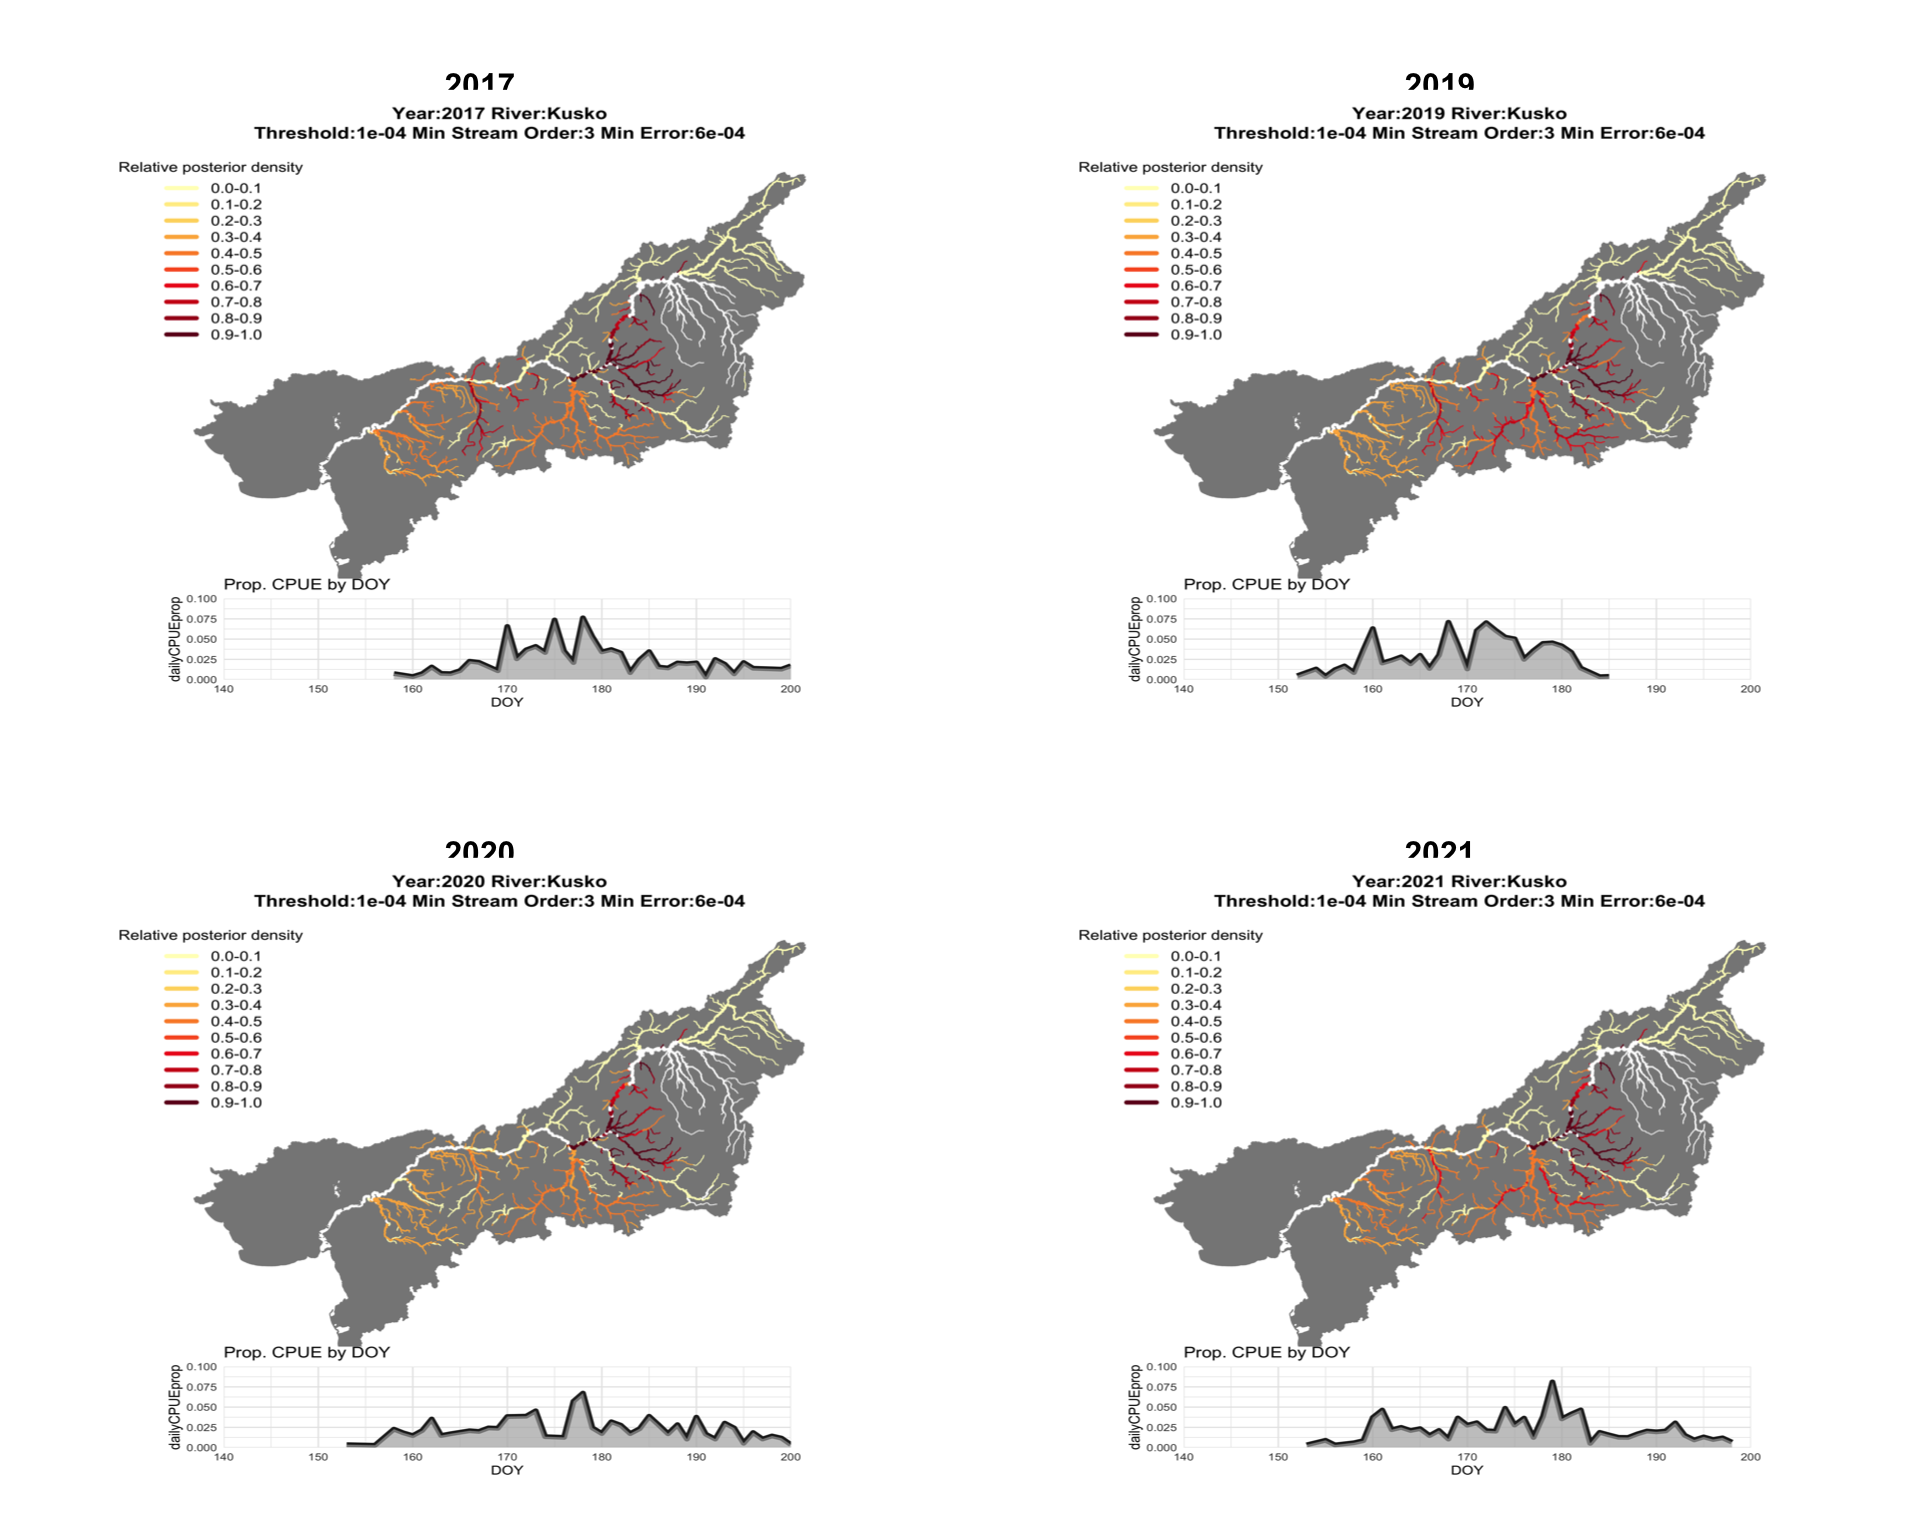 2017
Year:2017 River:Kusko
Threshold:1e-04 Min Stream Order:3 Min Error:6e-04
Relative posterior density
0.0-0.1
0.1-0.2
0.2-0.3
0.3-0.4
0.4-0.5
0.5-0.6
0.6-0.7
0.7-0.8
0.8-0.9
0.9-1.0
Prop. CPUE by DOY
dailyCPUEprop
0.100
0.075
0.050
0.025
0.000
140 150 160 170 180 190 200
DOY
2019
Year:2019 River:Kusko
Threshold:1e-04 Min Stream Order:3 Min Error:6e-04
Relative posterior density
0.0-0.1
0.1-0.2
0.2-0.3
0.3-0.4
0.4-0.5
0.5-0.6
0.6-0.7
0.7-0.8
0.8-0.9
0.9-1.0
Prop. CPUE by DOY
dailyCPUEprop
0.100
0.075
0.050
0.025
0.000
140 150 160 170 180 190 200
DOY
2020
Year:2020 River:Kusko
Threshold:1e-04 Min Stream Order:3 Min Error:6e-04
Relative posterior density
0.0-0.1
0.1-0.2
0.2-0.3
0.3-0.4
0.4-0.5
0.5-0.6
0.6-0.7
0.7-0.8
0.8-0.9
0.9-1.0
Prop. CPUE by DOY
dailyCPUEprop
0.100
0.075
0.050
0.025
0.000
140 150 160 170 180 190 200
DOY
2021
Year:2021 River:Kusko
Threshold:1e-04 Min Stream Order:3 Min Error:6e-04
Relative posterior density
0.0-0.1
0.1-0.2
0.2-0.3
0.3-0.4
0.4-0.5
0.5-0.6
0.6-0.7
0.7-0.8
0.8-0.9
0.9-1.0
Prop. CPUE by DOY
dailyCPUEprop
0.100
0.075
0.050
0.025
0.000
140 150 160 170 180 190 200
DOY